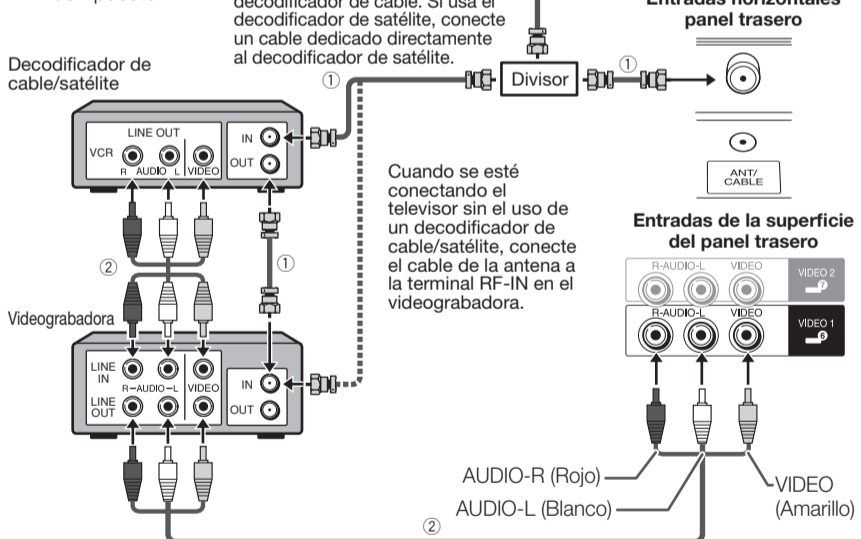 decodificador de cable. Si usa el
decodificador de satélite, conecte
un cable dedicado directamente
al decodificador de satélite.
panel trasero
Decodificador de
cable/satélite
①
Divisor
①
LINE OUT
VCR
R AUDIO L
VIDEO
IN
OUT
ANT/
CABLE
Cuando se esté
conectando el
televisor sin el uso de
un decodificador de
cable/satélite, conecte
el cable de la antena a
la terminal RF-IN en el
videograbadora.
②
①
Entradas de la superficie
del panel trasero
R-AUDIO-L
VIDEO
VIDEO 2
7
R-AUDIO-L
VIDEO
VIDEO 1
6
Videograbadora
LINE
IN
R-AUDIO-L
VIDEO
LINE
OUT
IN
OUT
AUDIO-R (Rojo)
AUDIO-L (Blanco)
VIDEO
(Amarillo)
②